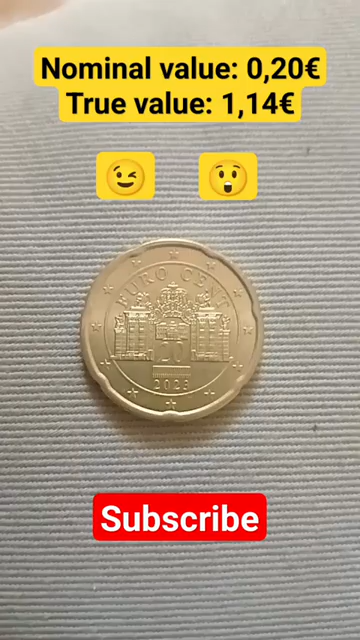 Nominal value: 0,20€
True value: 1,14€
EURO CENT
20
2023
Subscribe